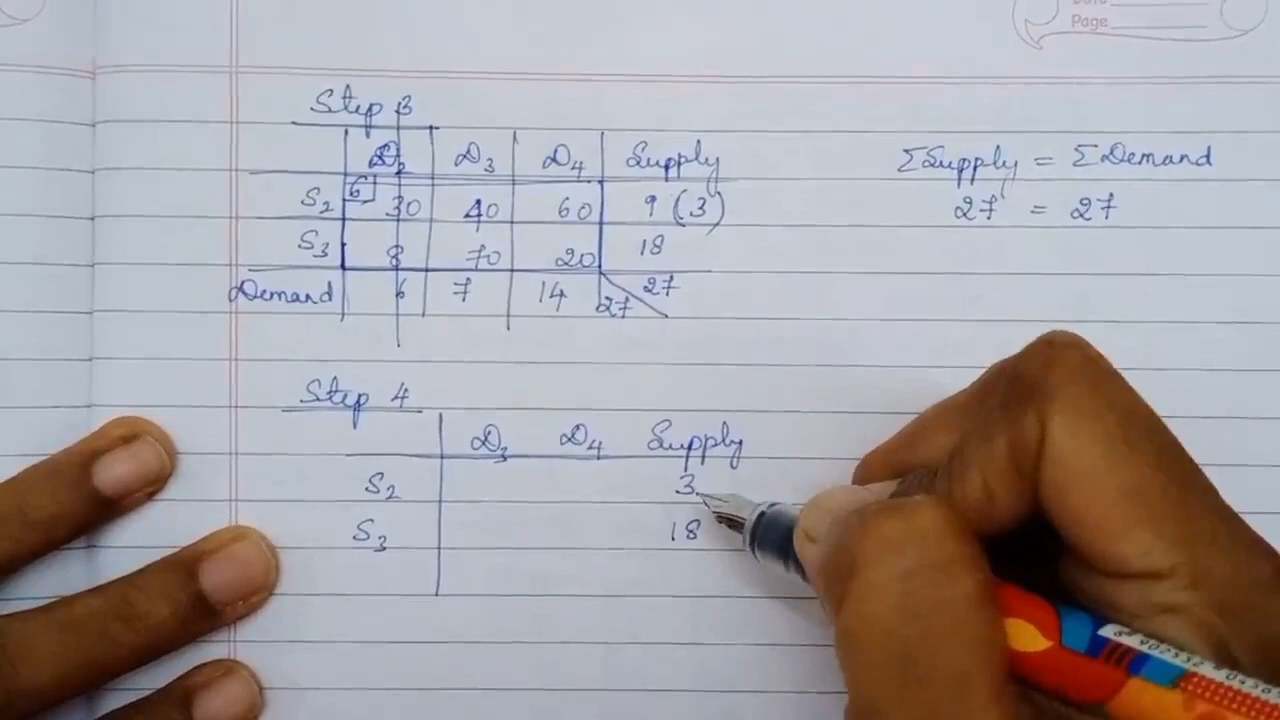 Page
Step 3
D2 D3 D4 Supply
S2 6 30 40 60 9 (3)
S3 8 70 20 18
Demand 6 7 14 27 27
ΣSupply = ΣDemand
27 = 27
Step 4
D3 D4 Supply
S2 3
S3 18